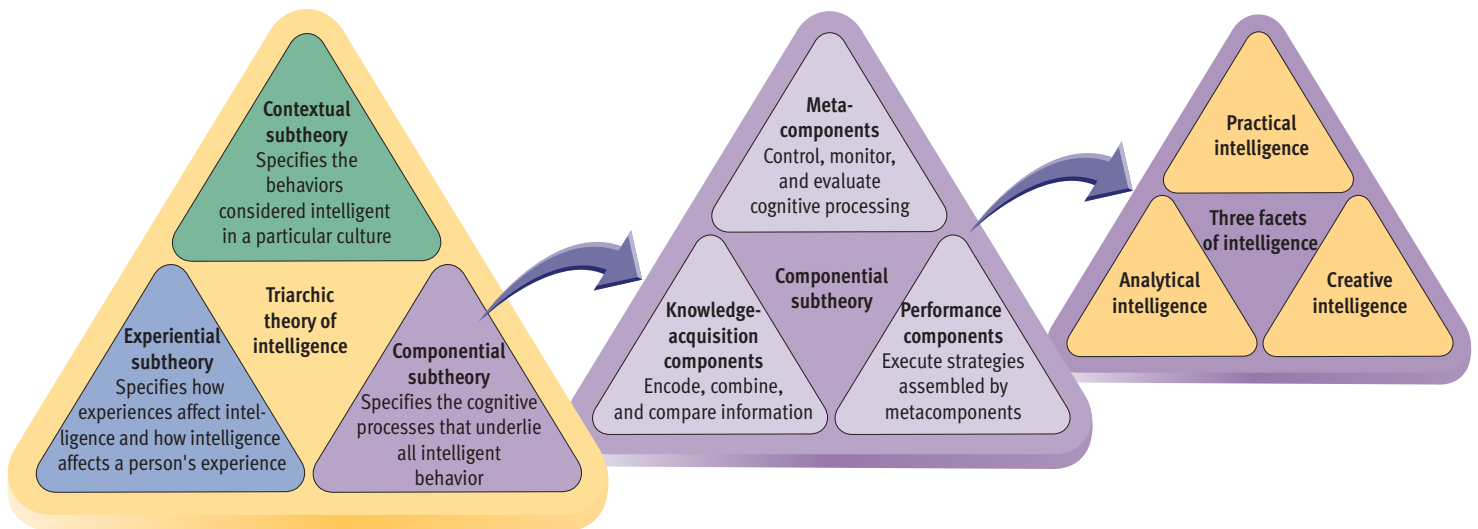 Contextual
subtheory
Specifies the
behaviors
considered intelligent
in a particular culture
Triarchic
theory of
intelligence
Experiential
subtheory
Specifies how
experiences affect intel-
ligence and how intelligence
affects a person's experience
Componential
subtheory
Specifies the cognitive
processes that underlie
all intelligent
behavior
Meta-
components
Control, monitor,
and evaluate
cognitive processing
Componential
subtheory
Knowledge-
acquisition
components
Encode, combine,
and compare information
Performance
components
Execute strategies
assembled by
metacomponents
Practical
intelligence
Three facets
of intelligence
Analytical
intelligence
Creative
intelligence